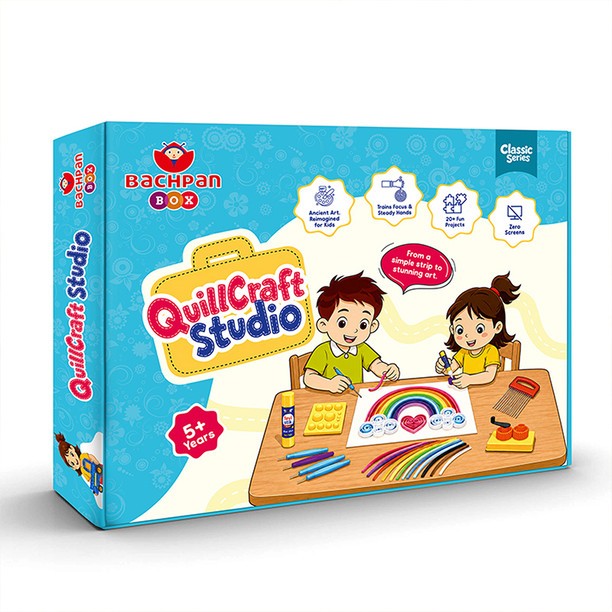 BACHPAN
BOX
Classic
Series
Ancient Art.
Reimagined
for Kids
Trains Focus &
Steady Hands
20+ Fun
Projects
Zero
Screens
From a
simple strip to
stunning art.
QuillCraft
Studio
5+
Years
BACHPAN
BOX
QuillCraft Studio